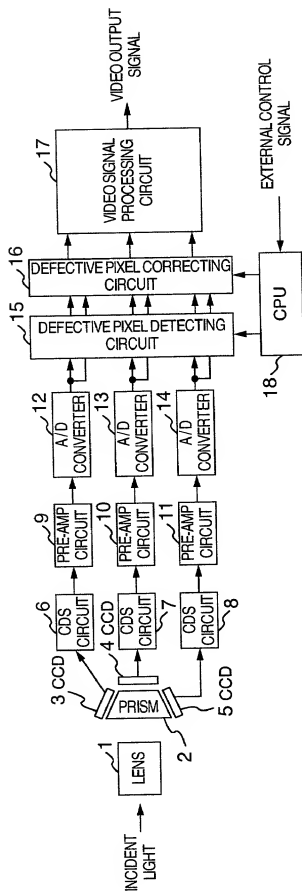 INCIDENT
LIGHT
1
LENS
2
PRISM
3 CCD
4 CCD
5 CCD
6
CDS
CIRCUIT
7
CDS
CIRCUIT
8
CDS
CIRCUIT
9
PRE-AMP
CIRCUIT
10
PRE-AMP
CIRCUIT
11
PRE-AMP
CIRCUIT
12
A/D
CONVERTER
13
A/D
CONVERTER
14
A/D
CONVERTER
15
DEFECTIVE PIXEL DETECTING
CIRCUIT
16
DEFECTIVE PIXEL CORRECTING
CIRCUIT
17
VIDEO SIGNAL
PROCESSING
CIRCUIT
VIDEO OUTPUT
SIGNAL
18
CPU
EXTERNAL CONTROL
SIGNAL